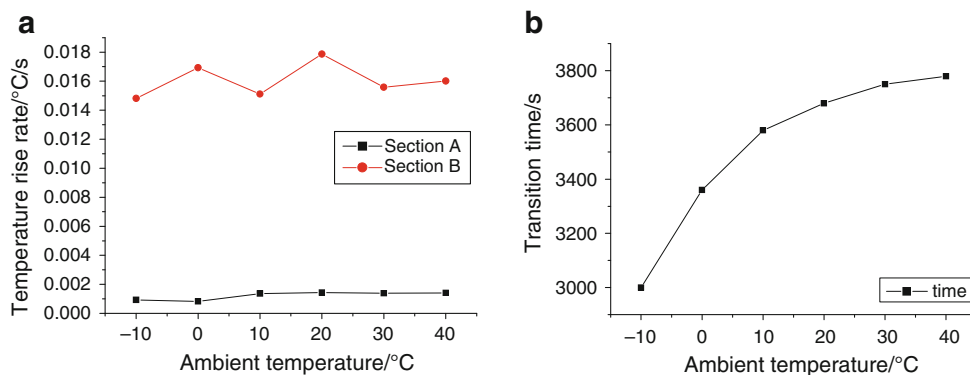 a
Temperature rise rate/°C/s
0.018
0.016
0.014
0.012
0.010
0.008
0.006
0.004
0.002
0.000
Section A
Section B
–10 0 10 20 30 40
Ambient temperature/°C
b
Transition time/s
3800
3600
3400
3200
3000
time
–10 0 10 20 30 40
Ambient temperature/°C